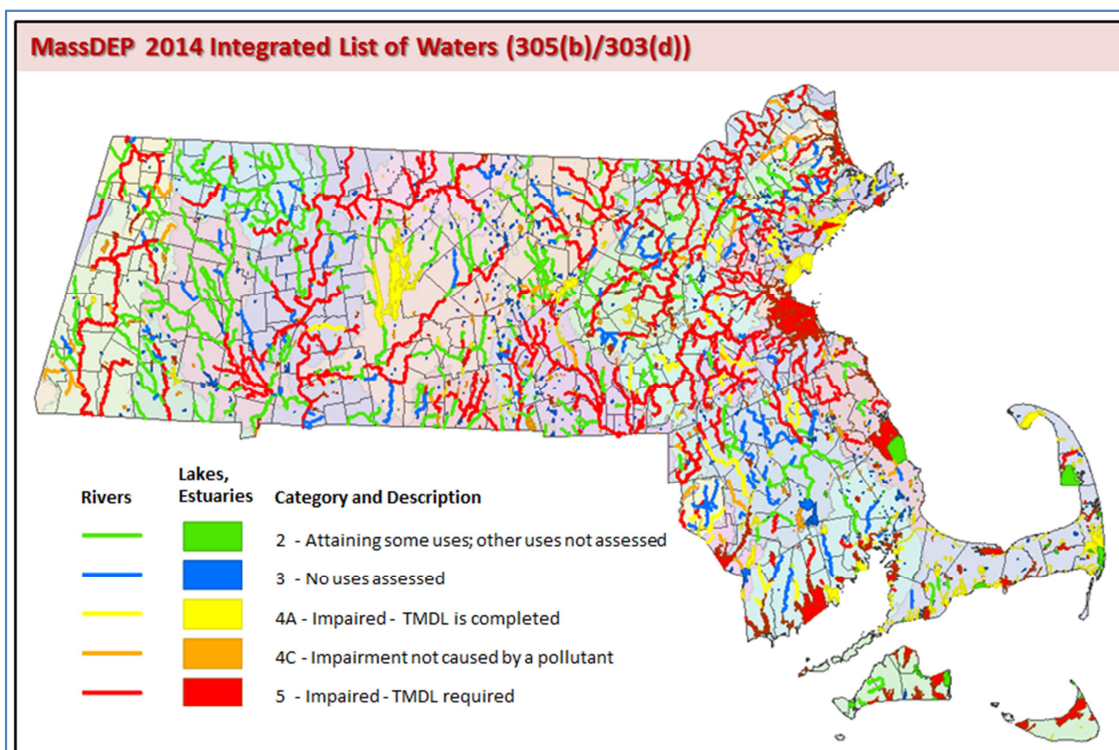 MassDEP 2014 Integrated List of Waters (305(b)/303(d))
Rivers
Lakes,
Estuaries
Category and Description
2 - Attaining some uses; other uses not assessed
3 - No uses assessed
4A - Impaired - TMDL is completed
4C - Impairment not caused by a pollutant
5 - Impaired - TMDL required